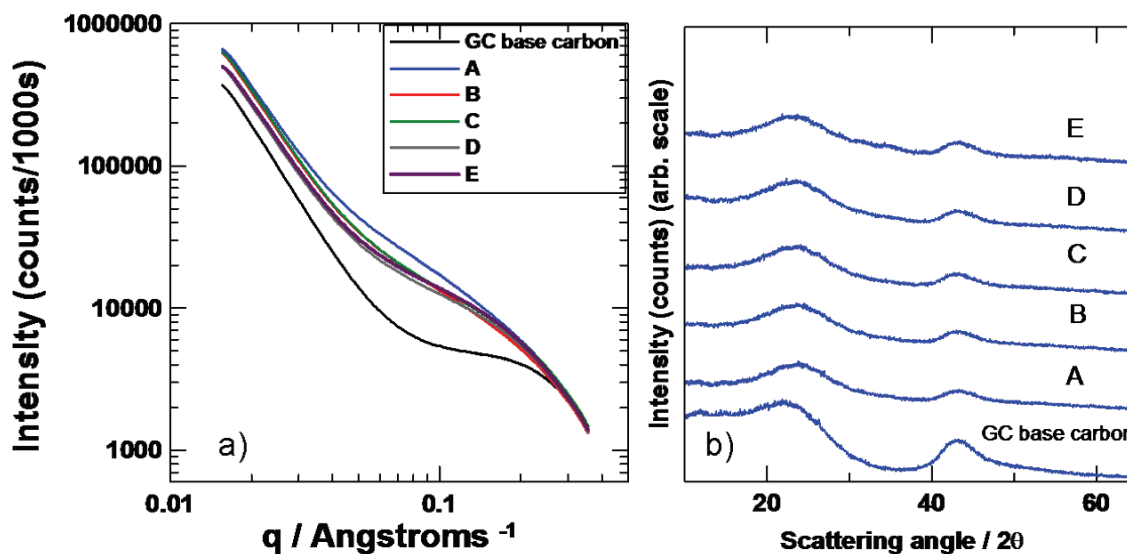 1000000
100000
10000
1000
Intensity (counts/1000s)
GC base carbon
A
B
C
D
E
a)
0.01
0.1
q / Angstroms -1
Intensity (counts) (arb. scale)
E
D
C
B
A
GC base carbon
b)
20
40
60
Scattering angle / 2θ